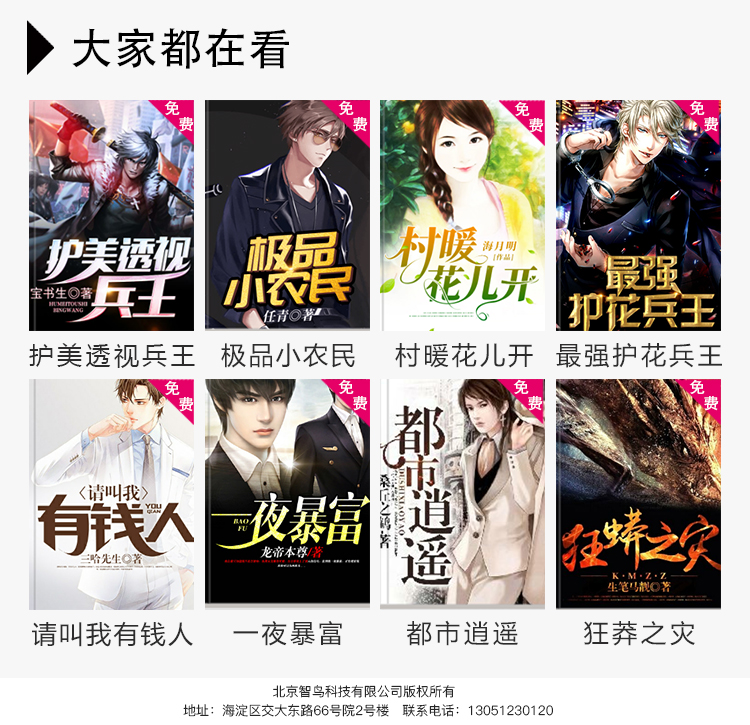 大家都在看
免费
护美透视
兵王
宝书生◎著
HUMEITOUSHI
BINGWANG
免费
极品
小农民
任青◎著
免费
村暖
花儿开
海月明
[作品]
免费
最强
护花兵王
护美透视兵王
极品小农民
村暖花儿开
最强护花兵王
免费
〈请叫我〉
有钱人
YOU
QIAN
三哈先生◎著
免费
一夜暴富
BAO
FU
龙帝本尊/著
免费
都市逍遥
DUSHIXIAOYAO
桑丘之鹤/著
免费
狂蟒之灾
K·M·Z·Z
生笔马靓◎著
请叫我有钱人
一夜暴富
都市逍遥
狂莽之灾
北京智鸟科技有限公司版权所有
地址：海淀区交大东路66号院2号楼 联系电话：13051230120